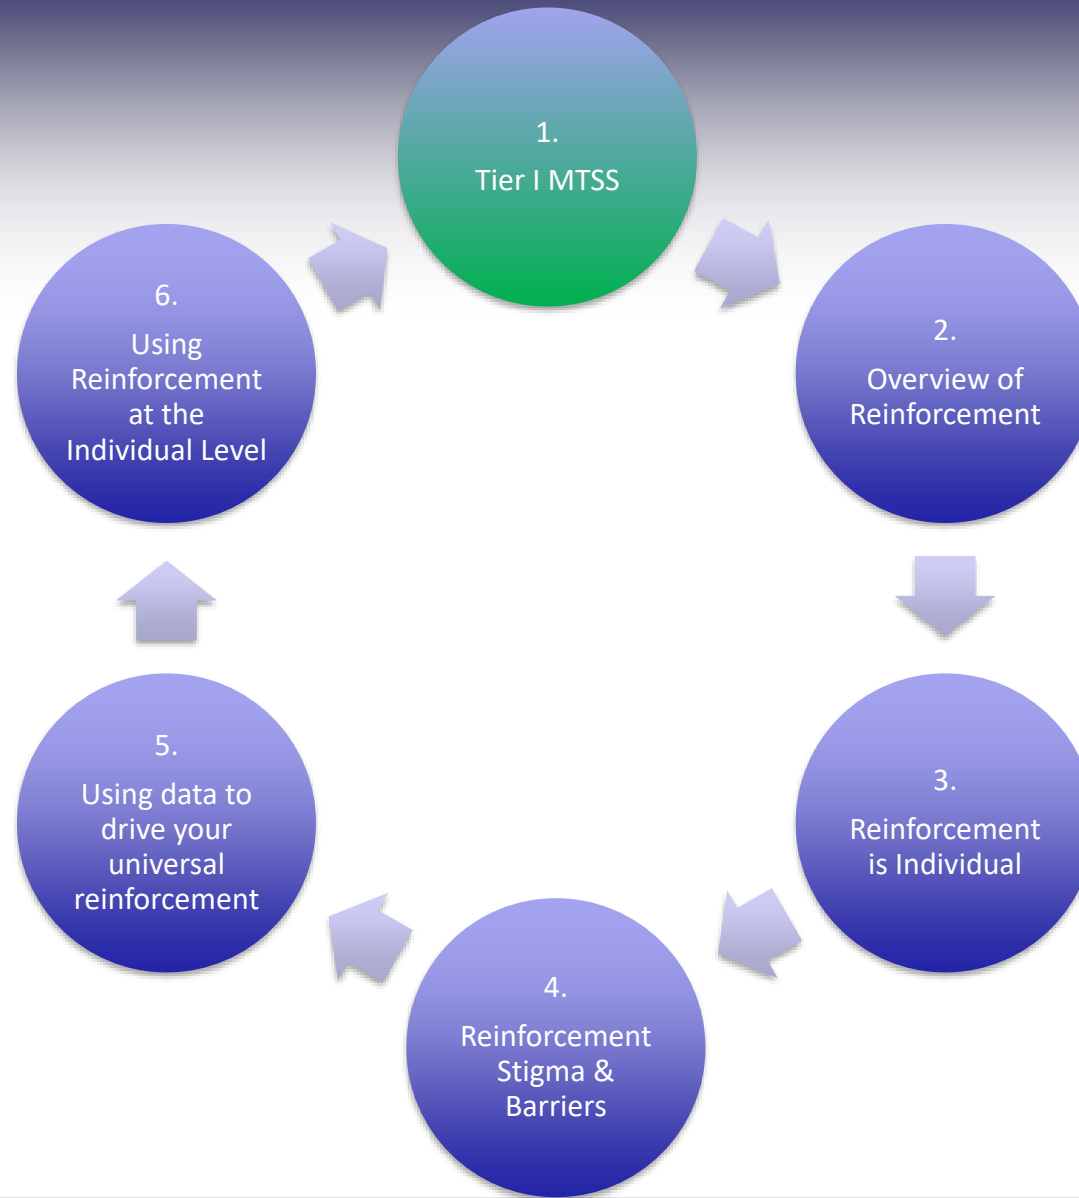 1.
Tier I MTSS
2.
Overview of
Reinforcement
3.
Reinforcement
is Individual
4.
Reinforcement
Stigma &
Barriers
5.
Using data to
drive your
universal
reinforcement
6.
Using
Reinforcement
at the
Individual Level